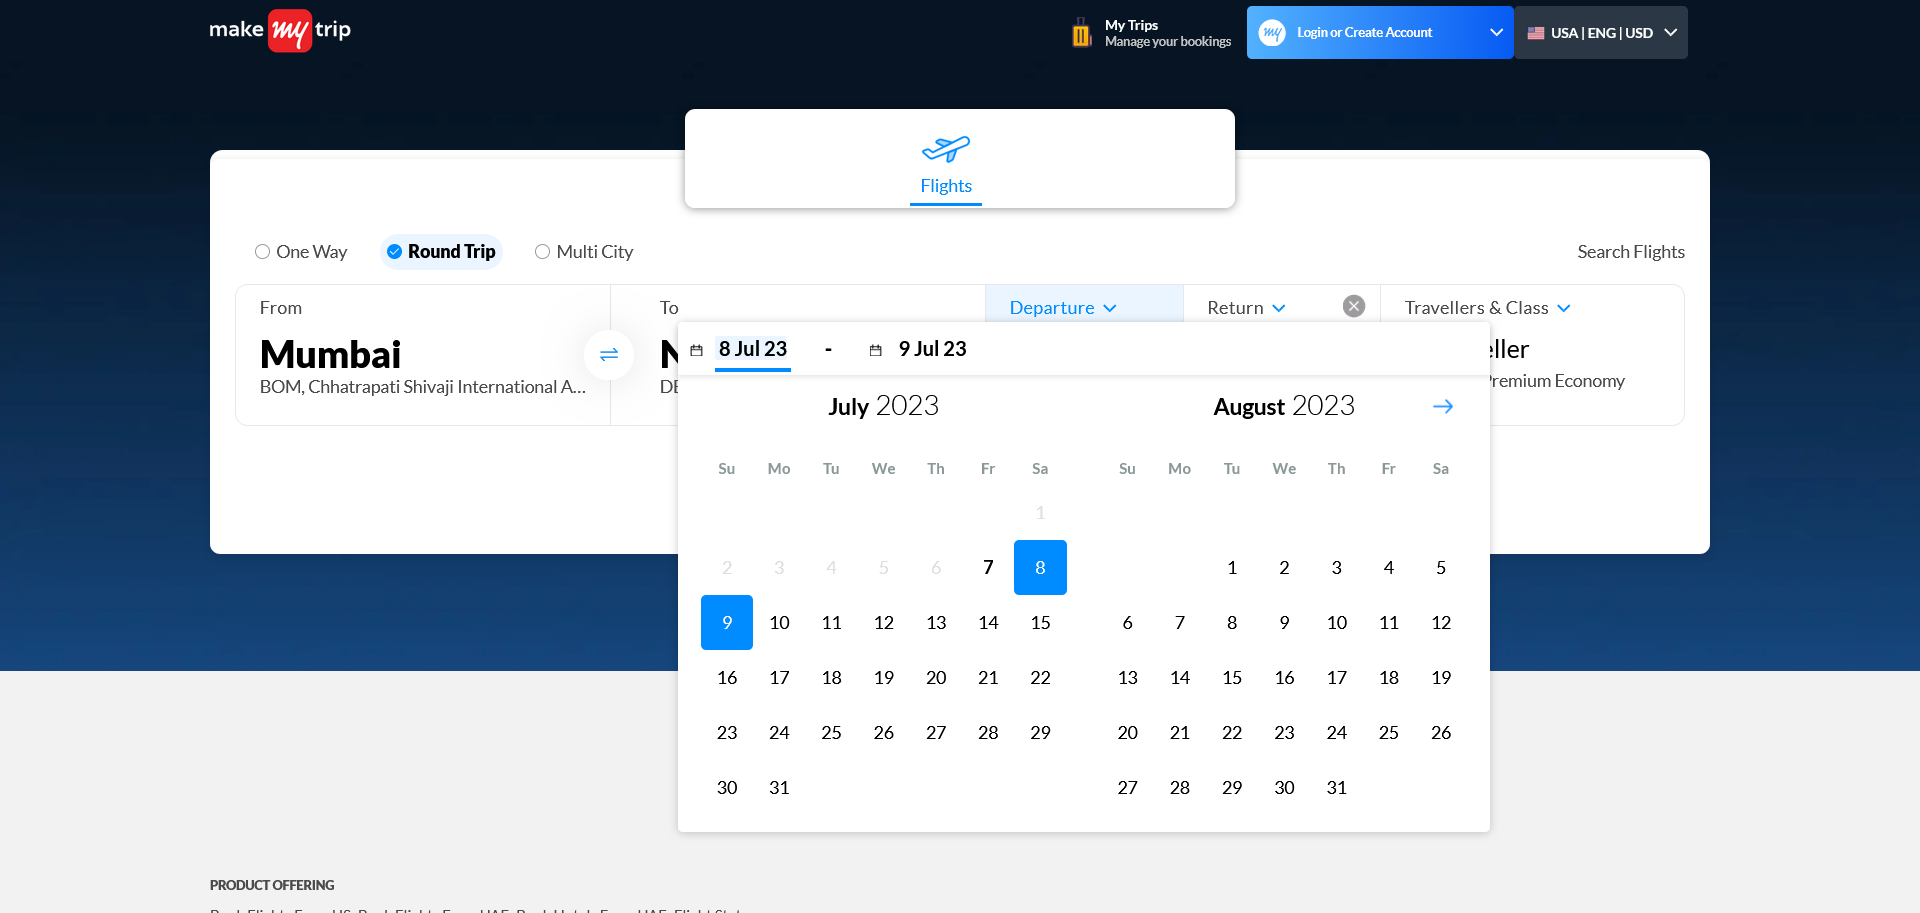 make my trip
My Trips
Manage your bookings
my
Login or Create Account
USA | ENG | USD
Flights
One Way
Round Trip
Multi City
Search Flights
From
Mumbai
BOM, Chhatrapati Shivaji International A...
To
Departure
Return
Travellers & Class
Premium Economy
8 Jul 23
-
9 Jul 23
July 2023
Su Mo Tu We Th Fr Sa
1
2 3 4 5 6 7 8
9 10 11 12 13 14 15
16 17 18 19 20 21 22
23 24 25 26 27 28 29
30 31
August 2023
Su Mo Tu We Th Fr Sa
1 2 3 4 5
6 7 8 9 10 11 12
13 14 15 16 17 18 19
20 21 22 23 24 25 26
27 28 29 30 31
PRODUCT OFFERING